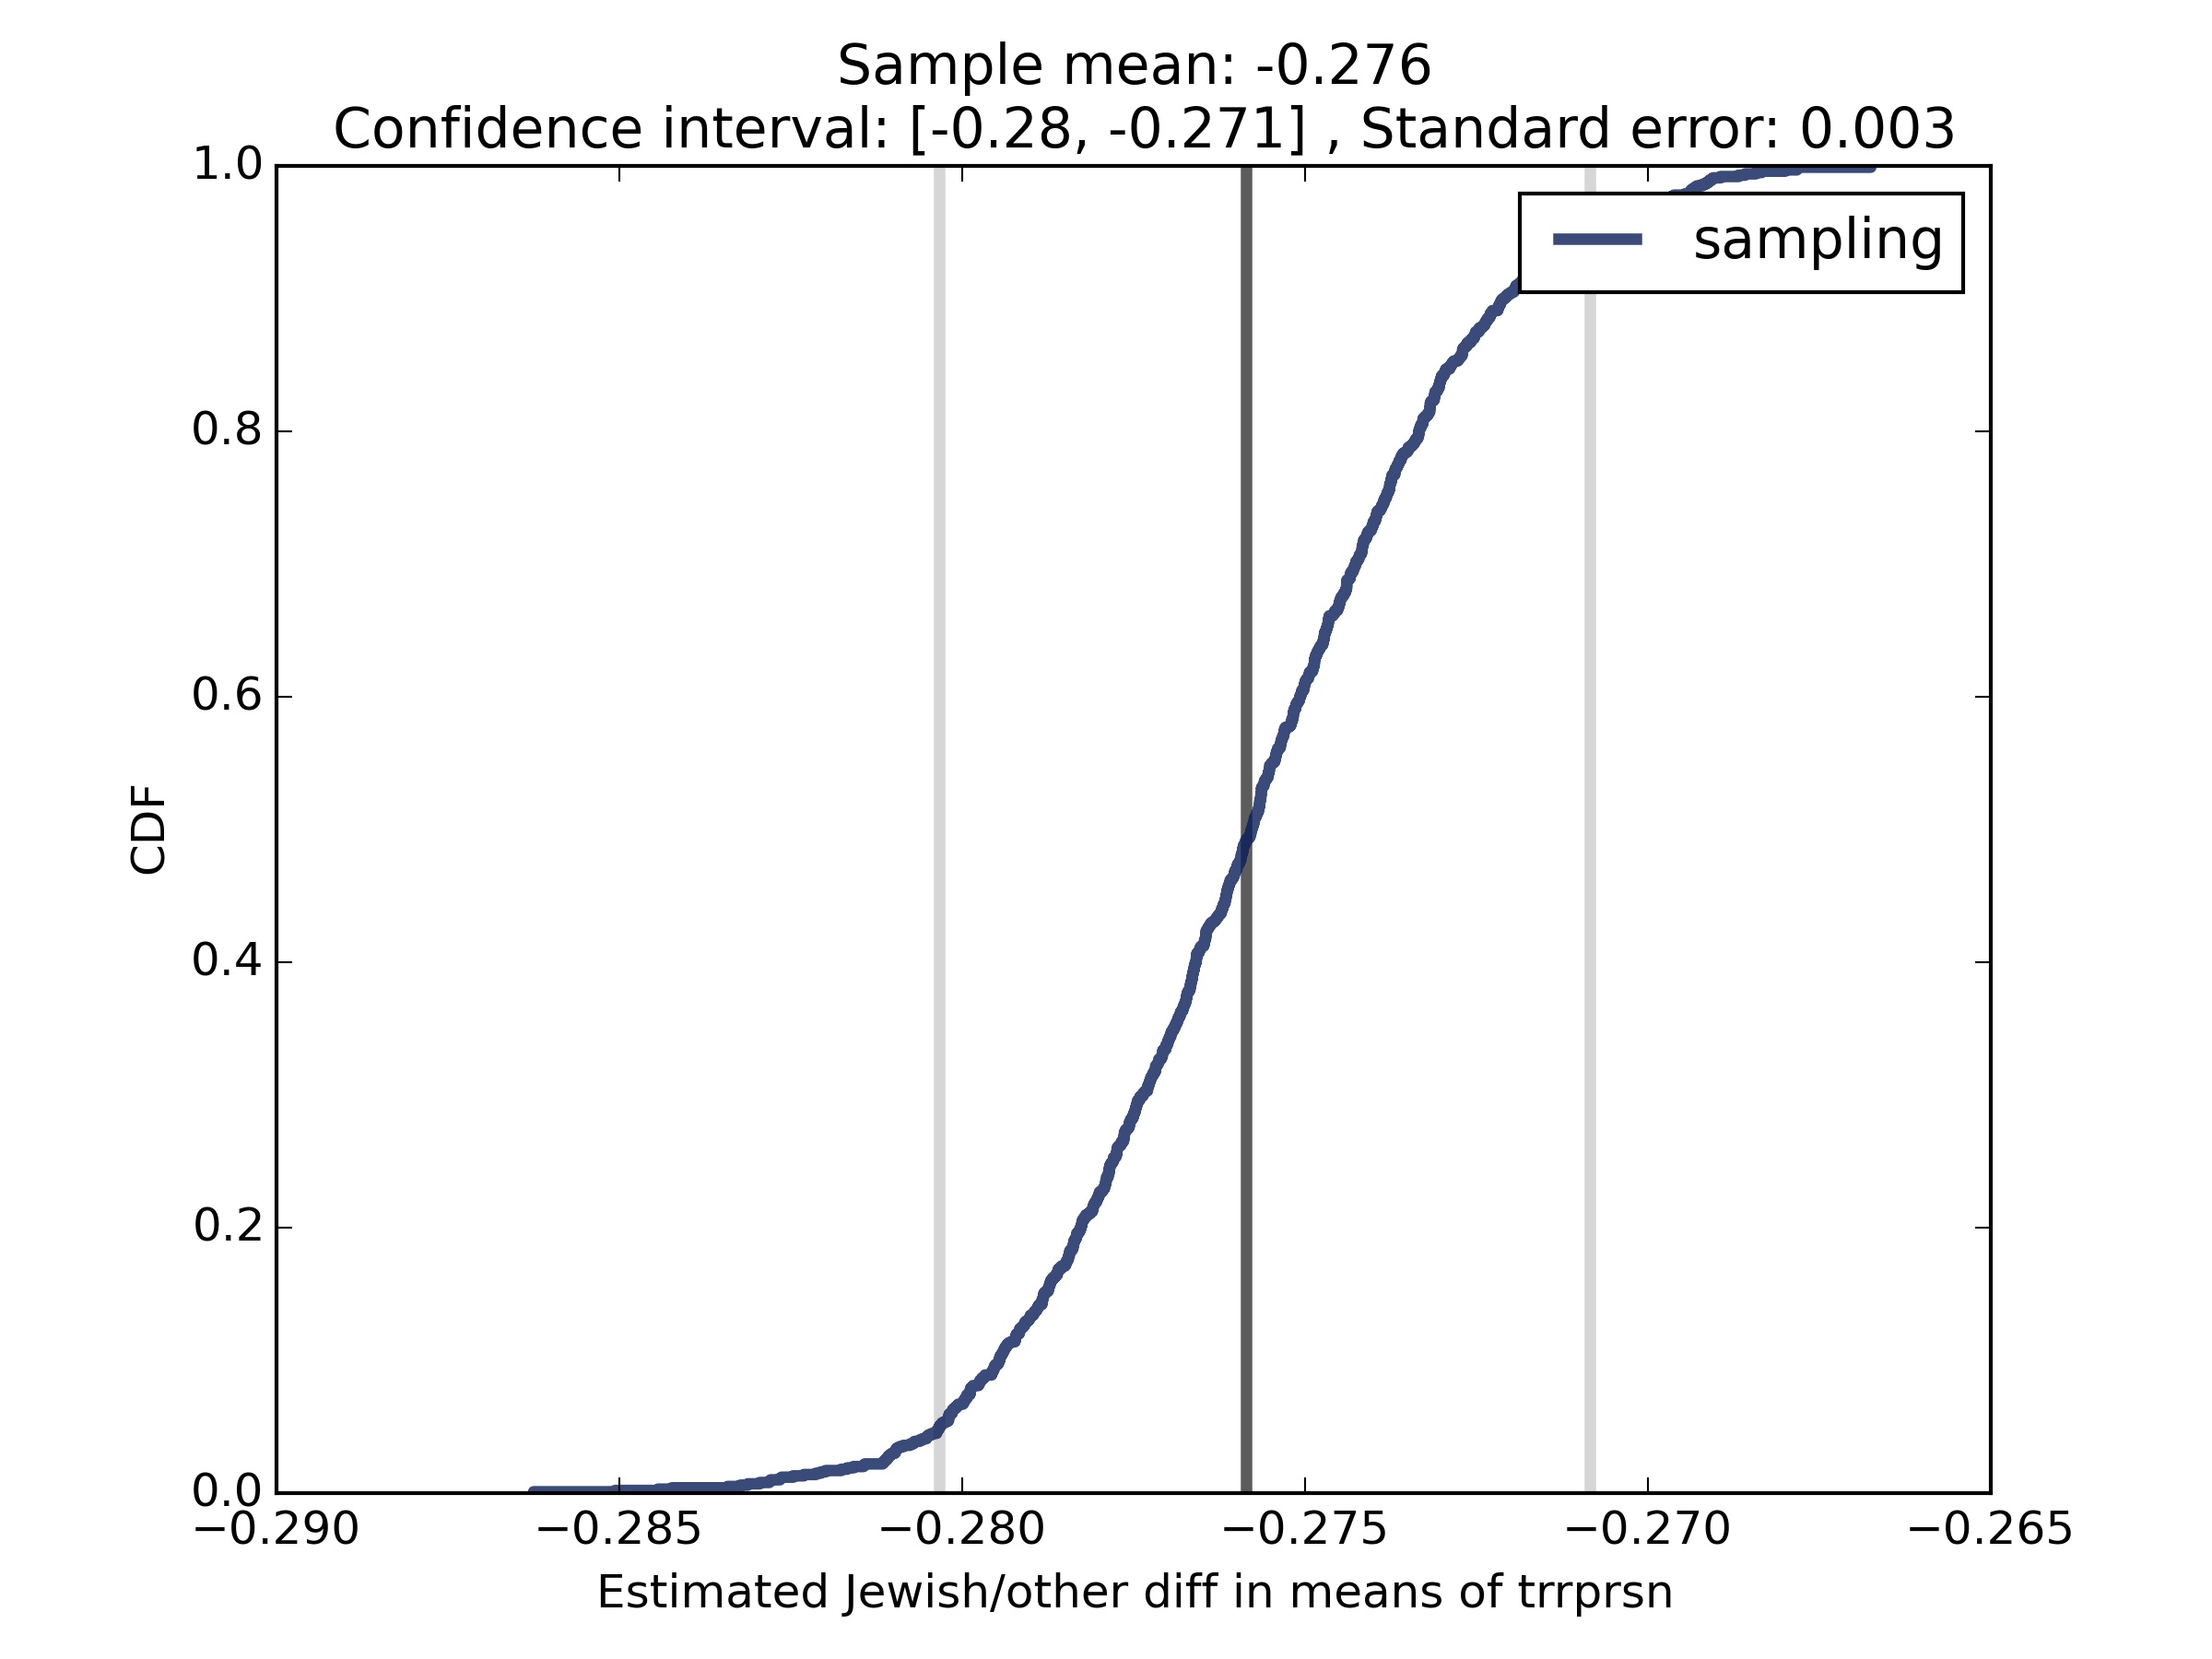 Sample mean: -0.276
Confidence interval: [-0.28, -0.271] , Standard error: 0.003
1.0
sampling
0.8
0.6
CDF
0.4
0.2
0.0
−0.290 −0.285 −0.280 −0.275 −0.270 −0.265
Estimated Jewish/other diff in means of trrprsn